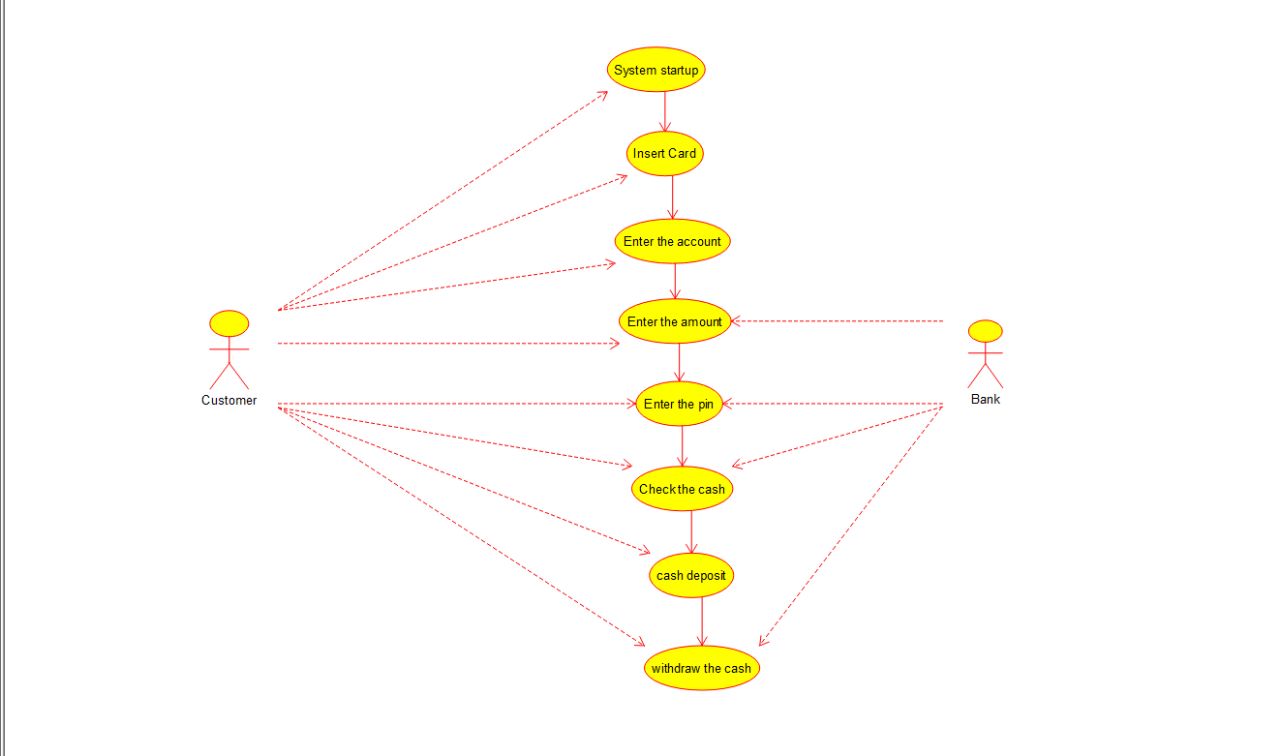 System startup
Insert Card
Enter the account
Enter the amount
Customer
Bank
Enter the pin
Check the cash
cash deposit
withdraw the cash